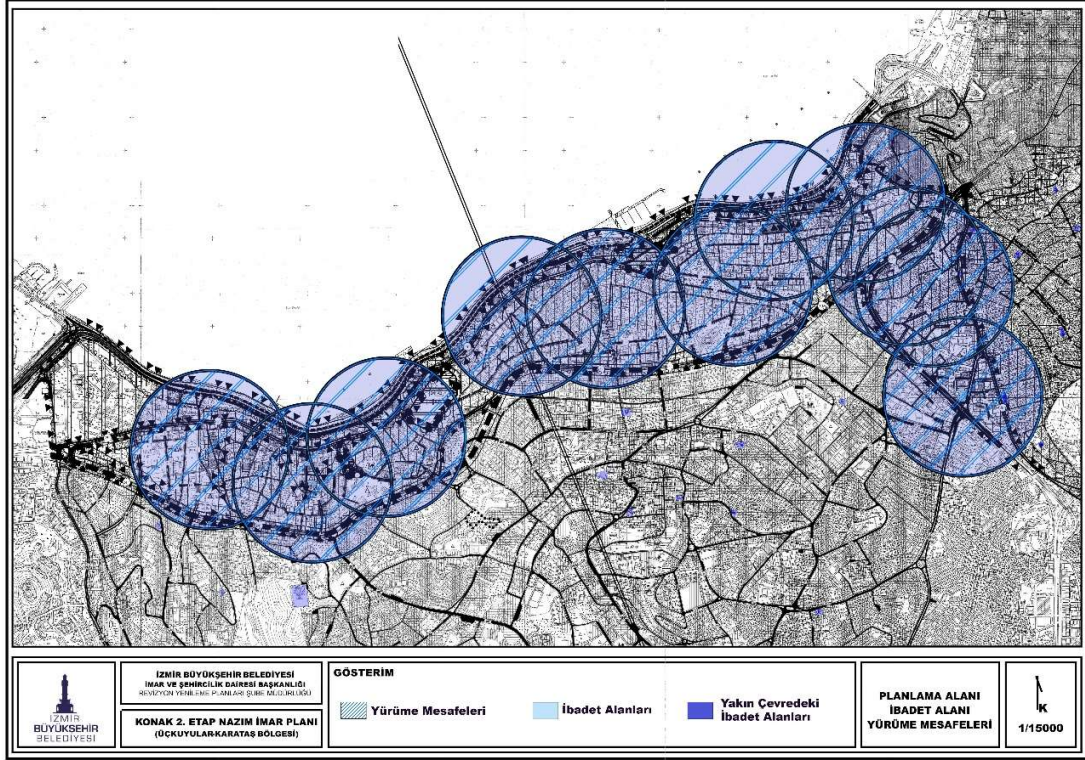 İZMİR
BÜYÜKŞEHİR
BELEDİYESİ
İZMİR BÜYÜKŞEHİR BELEDİYESİ
İMAR VE ŞEHİRCİLİK DAİRESİ BAŞKANLIĞI
REVİZYON YENİLEME PLANLARI ŞUBE MÜDÜRLÜĞÜ
KONAK 2. ETAP NAZIM İMAR PLANI
(ÜÇKUYULAR-KARATAŞ BÖLGESİ)
GÖSTERİM
Yürüme Mesafeleri
İbadet Alanları
Yakın Çevredeki
İbadet Alanları
PLANLAMA ALANI
İBADET ALANI
YÜRÜME MESAFELERİ
K
1/15000